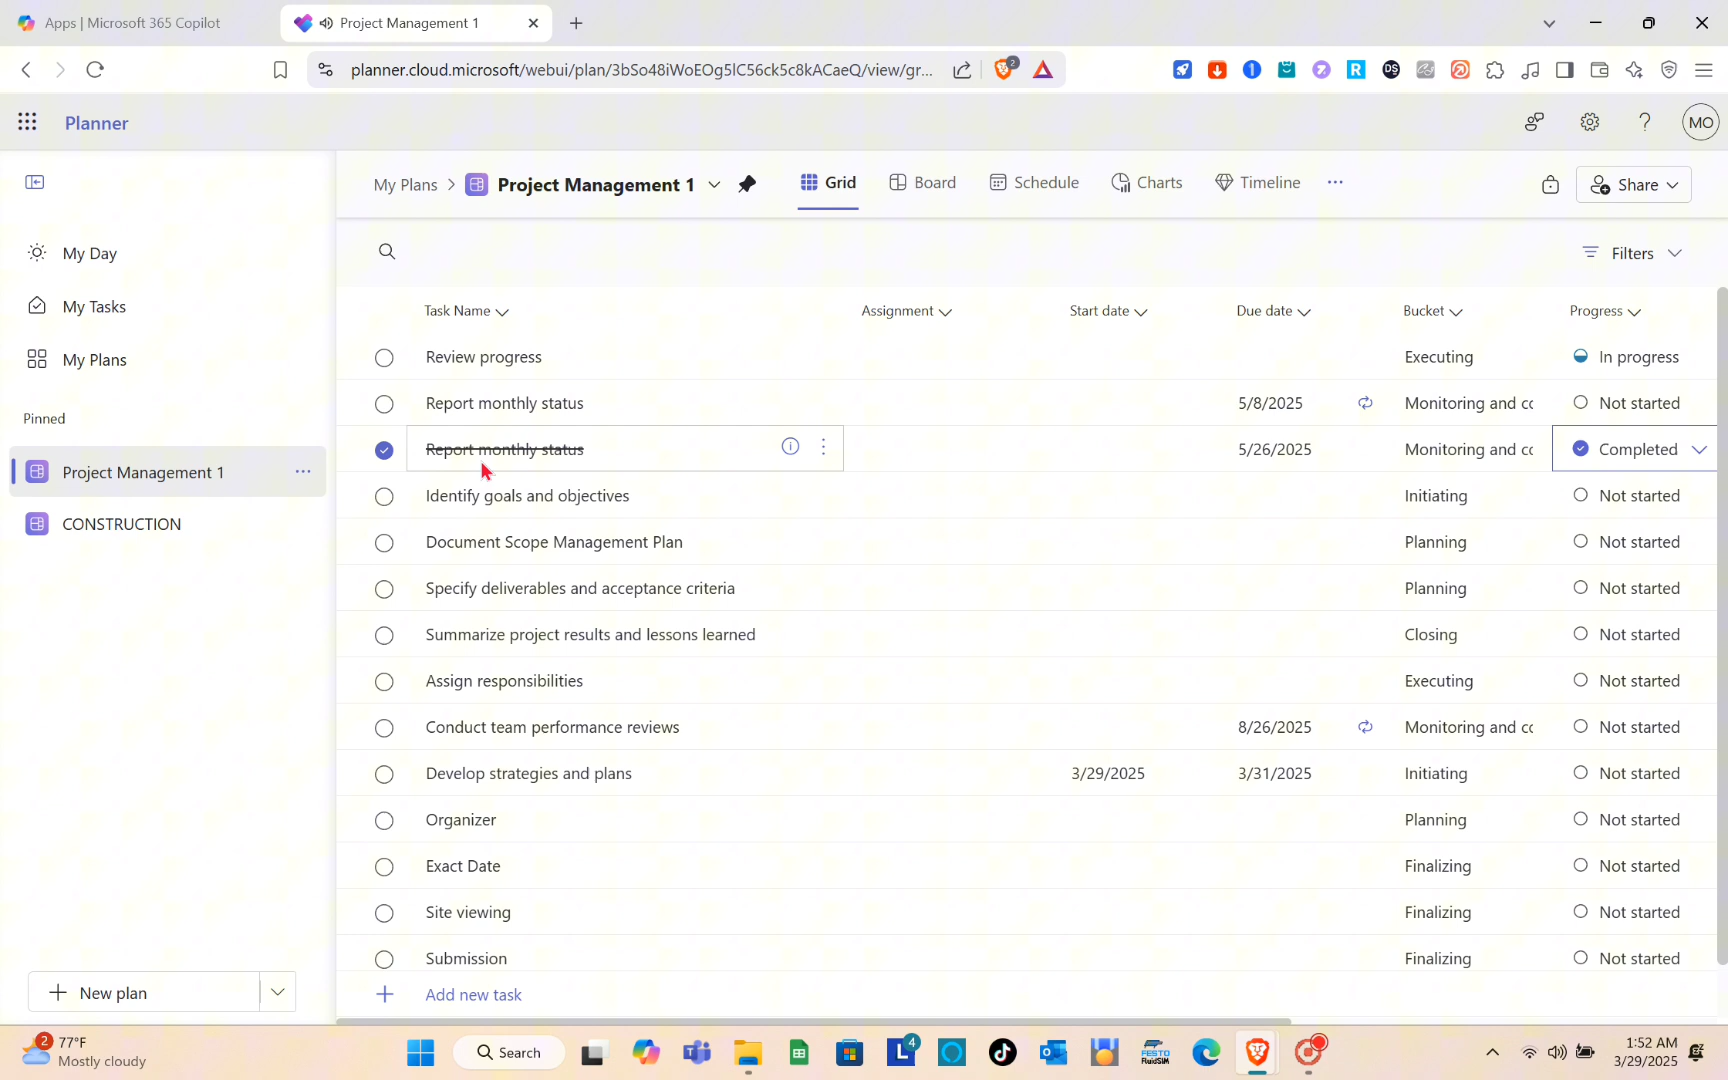 Apps | Microsoft 365 Copilot
Project Management 1
planner.cloud.microsoft/webui/plan/3bSo48iWoEOg5lC56ck5c8kACaeQ/view/gr...
2
1
R
DS
Planner
MO
My Plans > Project Management 1
Grid
Board
Schedule
Charts
Timeline
Share
My Day
My Tasks
My Plans
Pinned
Project Management 1
CONSTRUCTION
Filters
Task Name Assignment Start date Due date Bucket Progress
Review progress Executing In progress
Report monthly status 5/8/2025 Monitoring and cc Not started
Report monthly status 5/26/2025 Monitoring and cc Completed
Identify goals and objectives Initiating Not started
Document Scope Management Plan Planning Not started
Specify deliverables and acceptance criteria Planning Not started
Summarize project results and lessons learned Closing Not started
Assign responsibilities Executing Not started
Conduct team performance reviews 8/26/2025 Monitoring and cc Not started
Develop strategies and plans 3/29/2025 3/31/2025 Initiating Not started
Organizer Planning Not started
Exact Date Finalizing Not started
Site viewing Finalizing Not started
Submission Finalizing Not started
Add new task
New plan
2
77°F
Mostly cloudy
Search
L
4
FESTO
FluidSIM
1:52 AM
3/29/2025